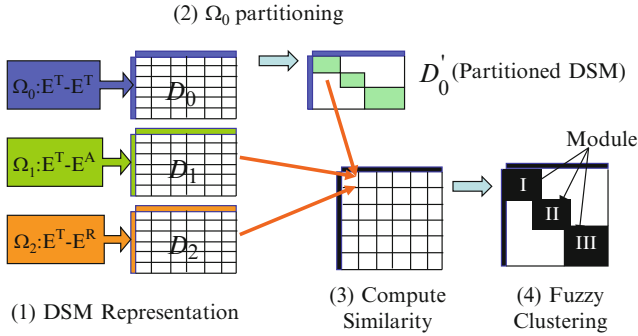 (2) Ω₀ partitioning
Ω₀:Eᵀ-Eᵀ
D₀
D₀' (Partitioned DSM)
Ω₁:Eᵀ-Eᴬ
D₁
Module
I
II
III
Ω₂:Eᵀ-Eᴿ
D₂
(1) DSM Representation
(3) Compute
Similarity
(4) Fuzzy
Clustering